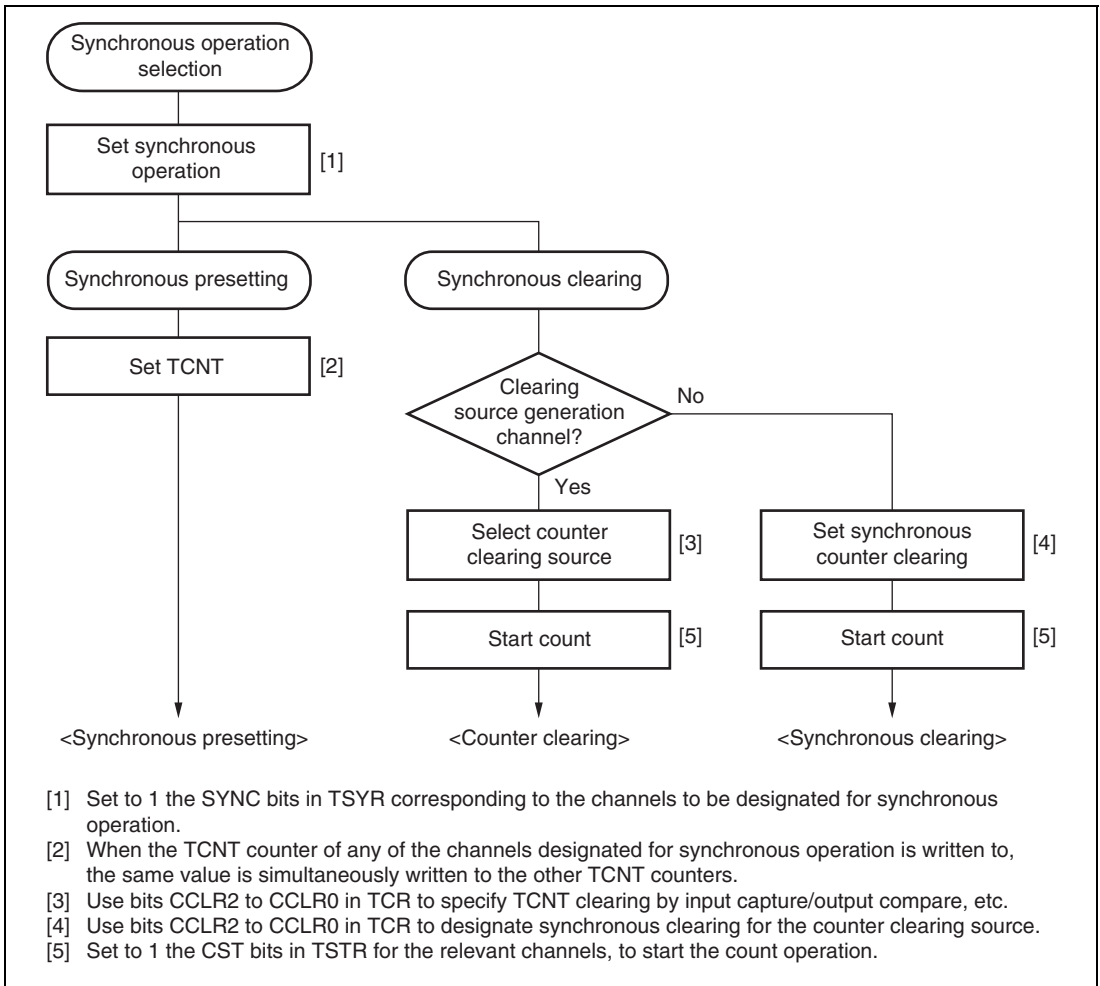 Synchronous operation
selection
Set synchronous
operation
[1]
Synchronous presetting
Synchronous clearing
Set TCNT
[2]
Clearing
source generation
channel?
No
Yes
Select counter
clearing source
[3]
Set synchronous
counter clearing
[4]
Start count
[5]
Start count
[5]
<Synchronous presetting>
<Counter clearing>
<Synchronous clearing>
[1] Set to 1 the SYNC bits in TSYR corresponding to the channels to be designated for synchronous
operation.
[2] When the TCNT counter of any of the channels designated for synchronous operation is written to,
the same value is simultaneously written to the other TCNT counters.
[3] Use bits CCLR2 to CCLR0 in TCR to specify TCNT clearing by input capture/output compare, etc.
[4] Use bits CCLR2 to CCLR0 in TCR to designate synchronous clearing for the counter clearing source.
[5] Set to 1 the CST bits in TSTR for the relevant channels, to start the count operation.